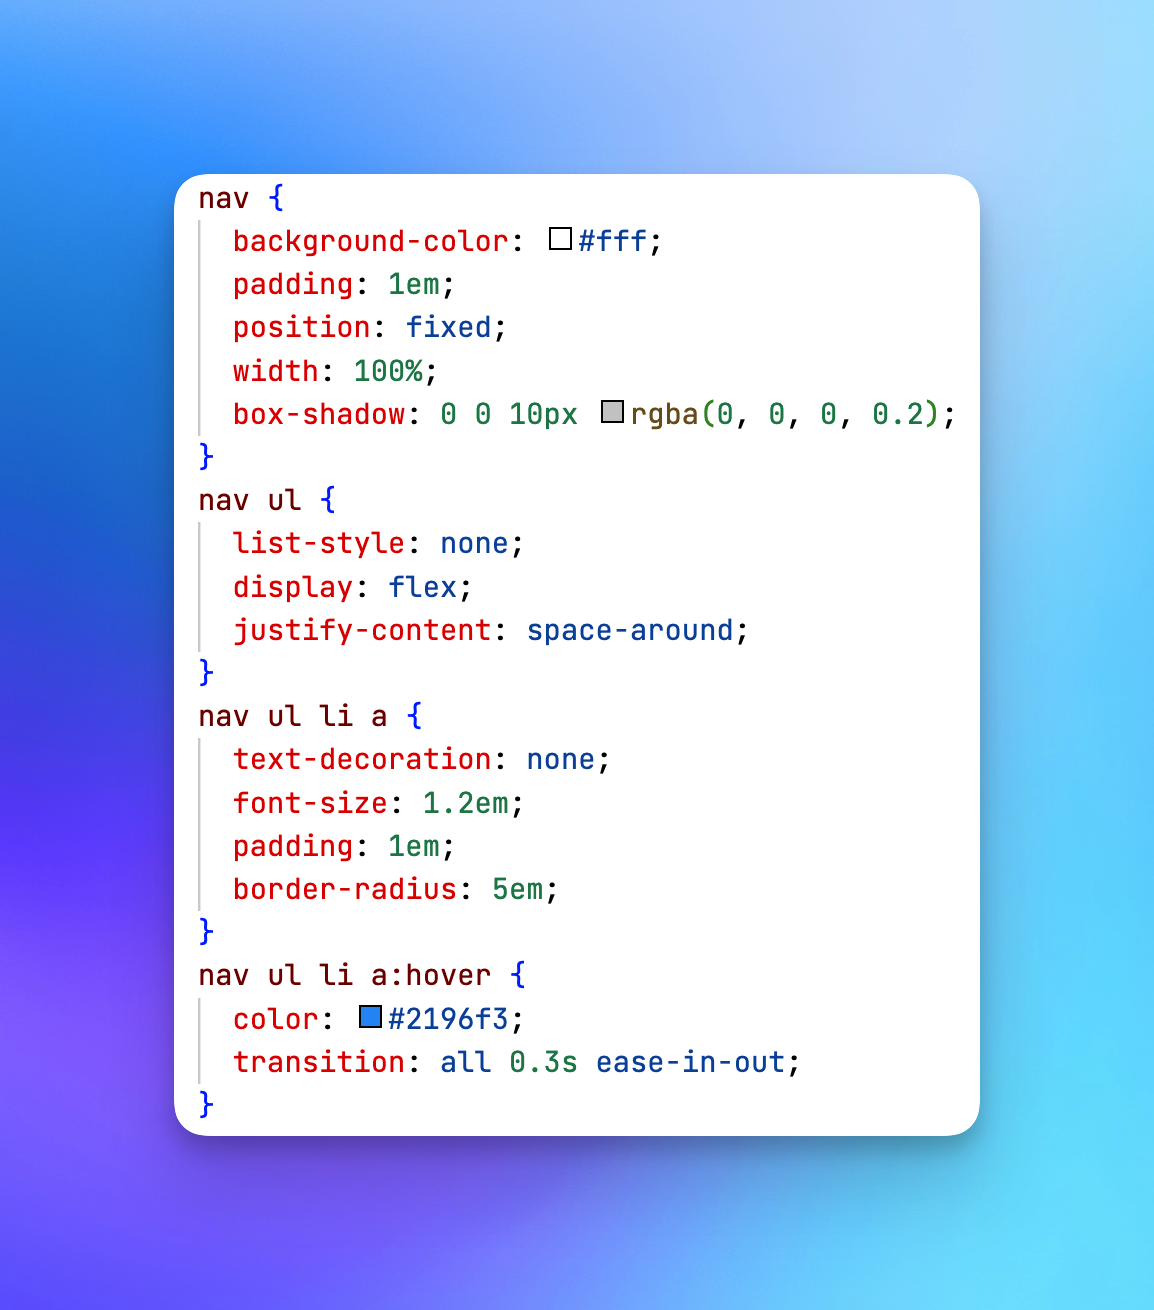 nav {
  background-color: #fff;
  padding: 1em;
  position: fixed;
  width: 100%;
  box-shadow: 0 0 10px rgba(0, 0, 0, 0.2);
}
nav ul {
  list-style: none;
  display: flex;
  justify-content: space-around;
}
nav ul li a {
  text-decoration: none;
  font-size: 1.2em;
  padding: 1em;
  border-radius: 5em;
}
nav ul li a:hover {
  color: #2196f3;
  transition: all 0.3s ease-in-out;
}